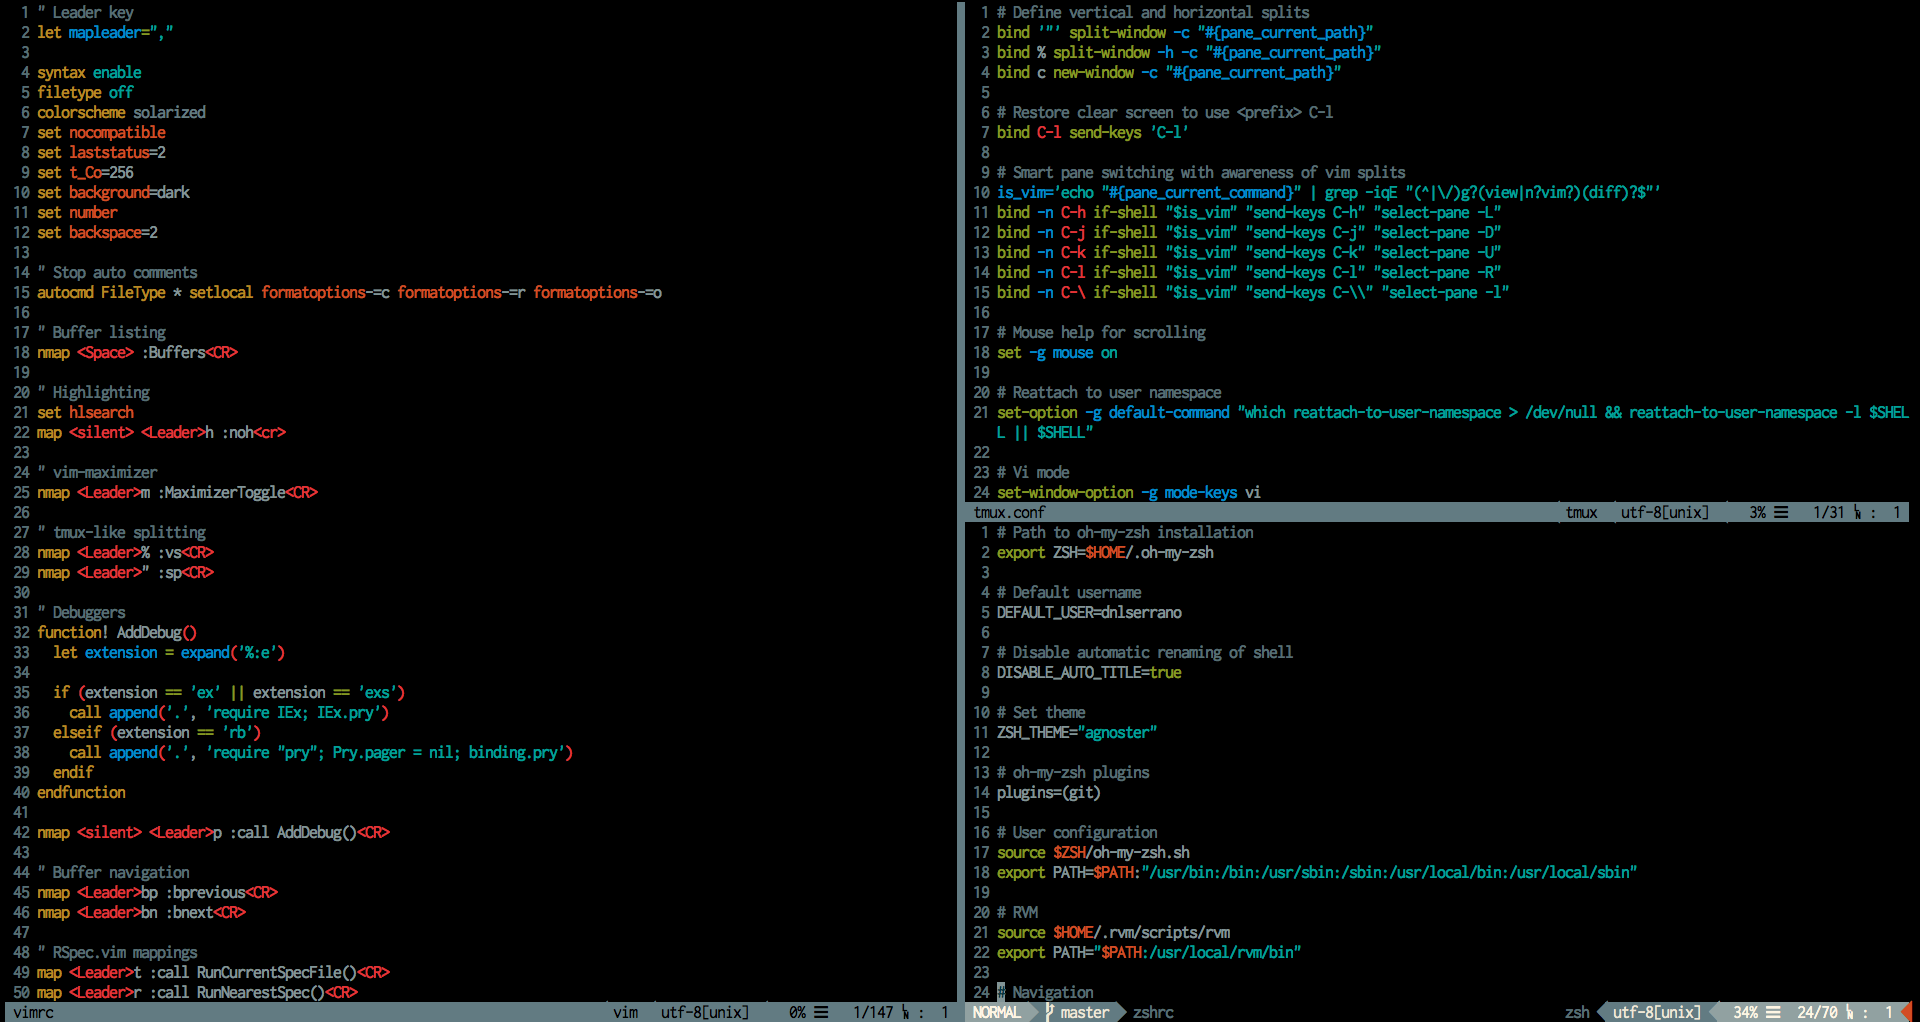 1 " Leader key
2 let mapleader=","
3
4 syntax enable
5 filetype off
6 colorscheme solarized
7 set nocompatible
8 set laststatus=2
9 set t_Co=256
10 set background=dark
11 set number
12 set backspace=2
13
14 " Stop auto comments
15 autocmd FileType * setlocal formatoptions-=c formatoptions-=r formatoptions-=o
16
17 " Buffer listing
18 nmap <Space> :Buffers<CR>
19
20 " Highlighting
21 set hlsearch
22 map <silent> <Leader>h :noh<cr>
23
24 " vim-maximizer
25 nmap <Leader>m :MaximizerToggle<CR>
26
27 " tmux-like splitting
28 nmap <Leader>% :vs<CR>
29 nmap <Leader>" :sp<CR>
30
31 " Debuggers
32 function! AddDebug()
33   let extension = expand('%:e')
34
35   if (extension == 'ex' || extension == 'exs')
36     call append('.', 'require IEx; IEx.pry')
37   elseif (extension == 'rb')
38     call append('.', 'require "pry"; Pry.pager = nil; binding.pry')
39   endif
40 endfunction
41
42 nmap <silent> <Leader>p :call AddDebug()<CR>
43
44 " Buffer navigation
45 nmap <Leader>bp :bprevious<CR>
46 nmap <Leader>bn :bnext<CR>
47
48 " RSpec.vim mappings
49 map <Leader>t :call RunCurrentSpecFile()<CR>
50 map <Leader>r :call RunNearestSpec()<CR>
vimrc vim utf-8[unix] 0% ☰ 1/147 ␤ : 1
1 # Define vertical and horizontal splits
2 bind '"' split-window -c "#{pane_current_path}"
3 bind % split-window -h -c "#{pane_current_path}"
4 bind c new-window -c "#{pane_current_path}"
5
6 # Restore clear screen to use <prefix> C-l
7 bind C-l send-keys 'C-l'
8
9 # Smart pane switching with awareness of vim splits
10 is_vim='echo "#{pane_current_command}" | grep -iqE "(^|\/)g?(view|n?vim?)(diff)?$"'
11 bind -n C-h if-shell "$is_vim" "send-keys C-h" "select-pane -L"
12 bind -n C-j if-shell "$is_vim" "send-keys C-j" "select-pane -D"
13 bind -n C-k if-shell "$is_vim" "send-keys C-k" "select-pane -U"
14 bind -n C-l if-shell "$is_vim" "send-keys C-l" "select-pane -R"
15 bind -n C-\ if-shell "$is_vim" "send-keys C-\\" "select-pane -l"
16
17 # Mouse help for scrolling
18 set -g mouse on
19
20 # Reattach to user namespace
21 set-option -g default-command "which reattach-to-user-namespace > /dev/null && reattach-to-user-namespace -l $SHEL
L || $SHELL"
22
23 # Vi mode
24 set-window-option -g mode-keys vi
tmux.conf tmux utf-8[unix] 3% ☰ 1/31 ␤ : 1
1 # Path to oh-my-zsh installation
2 export ZSH=$HOME/.oh-my-zsh
3
4 # Default username
5 DEFAULT_USER=dnlserrano
6
7 # Disable automatic renaming of shell
8 DISABLE_AUTO_TITLE=true
9
10 # Set theme
11 ZSH_THEME="agnoster"
12
13 # oh-my-zsh plugins
14 plugins=(git)
15
16 # User configuration
17 source $ZSH/oh-my-zsh.sh
18 export PATH=$PATH:"/usr/bin:/bin:/usr/sbin:/sbin:/usr/local/bin:/usr/local/sbin"
19
20 # RVM
21 source $HOME/.rvm/scripts/rvm
22 export PATH="$PATH:/usr/local/rvm/bin"
23
24 # Navigation
NORMAL master zshrc zsh utf-8[unix] 34% ☰ 24/70 ␤ : 1